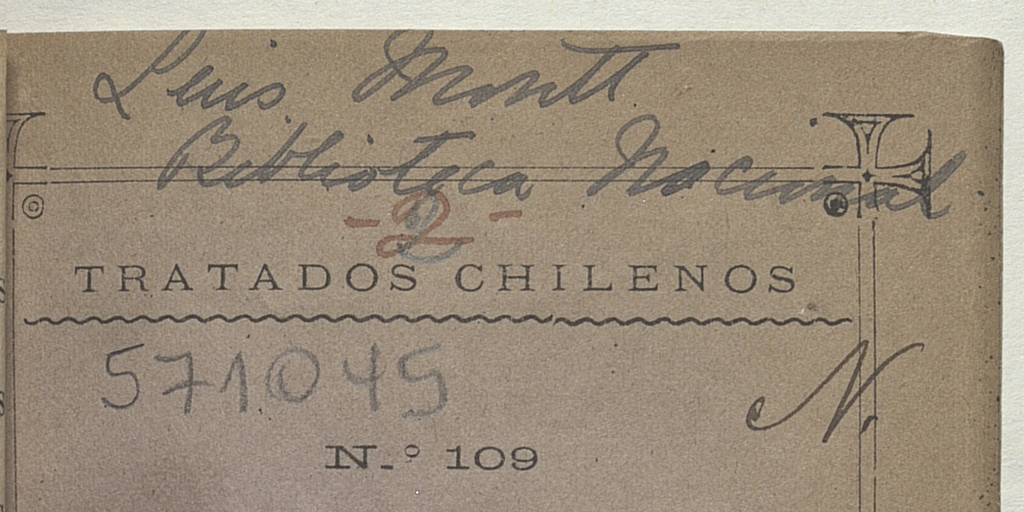 Luis Montt
Biblioteca Nacional
- 2 -
TRATADOS CHILENOS
571045
N.
N.º 109